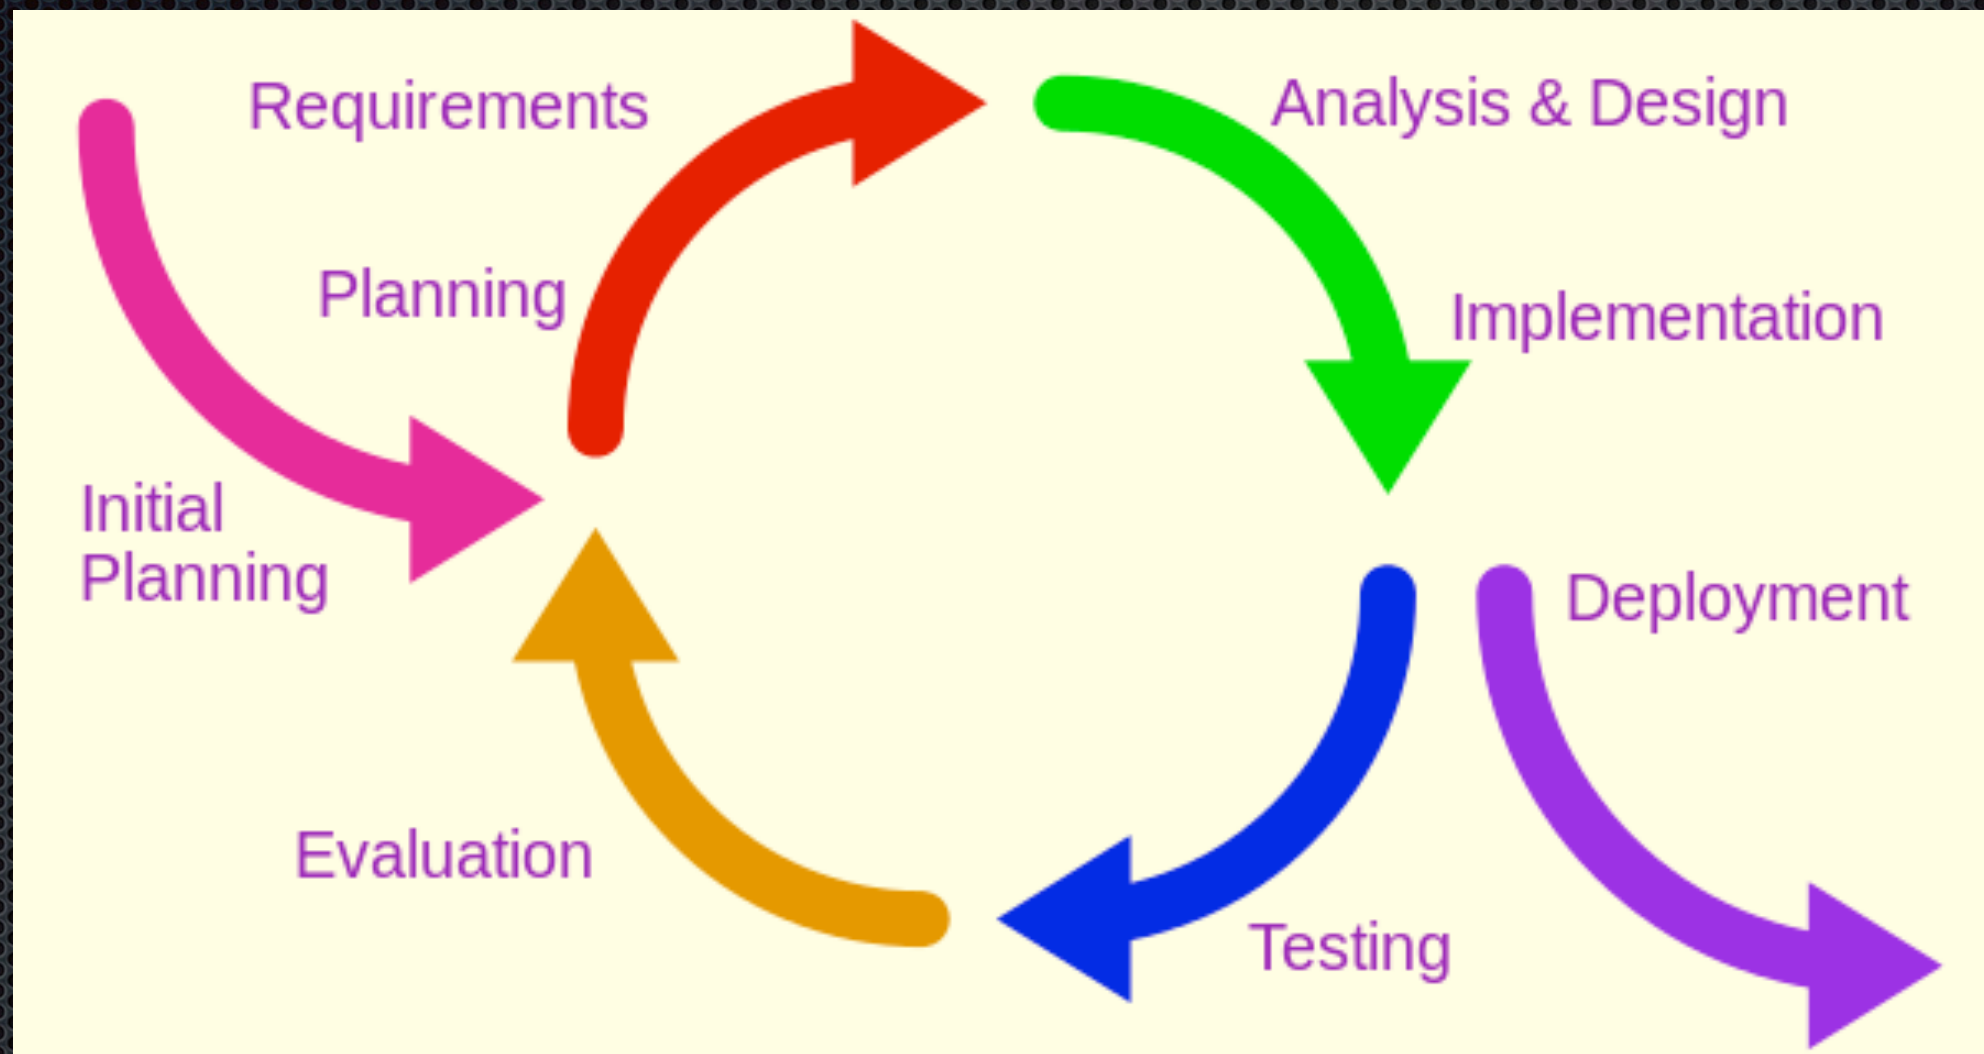 Requirements
Analysis & Design
Planning
Implementation
Initial
Planning
Deployment
Evaluation
Testing